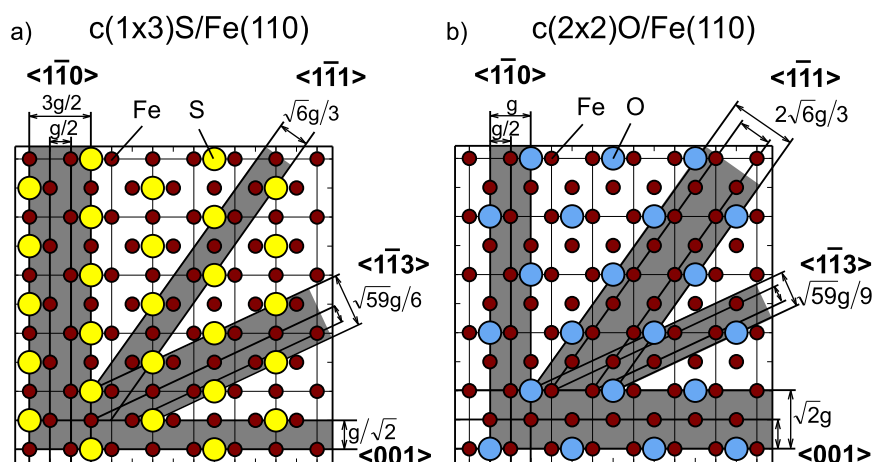 a) c(1x3)S/Fe(110)
<11̅0>
<11̅1>
3g/2
g/2
Fe
S
√6g/3
<11̅3>
√59g/6
g/√2
<001>
b) c(2x2)O/Fe(110)
<11̅0>
<11̅1>
g
g/2
Fe
O
2√6g/3
<11̅3>
√59g/9
√2g
<001>